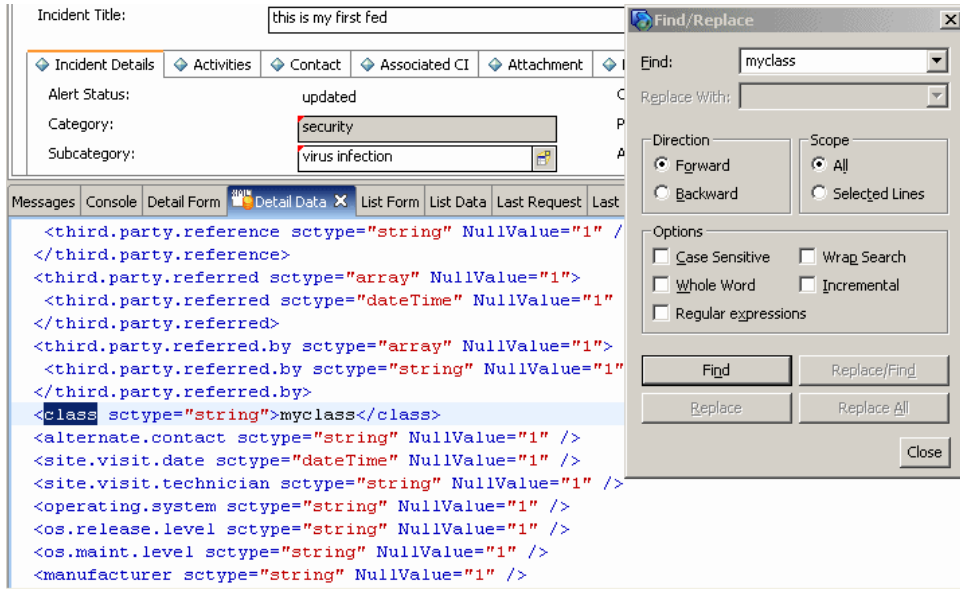 Incident Title:
this is my first fed
Incident Details
Activities
Contact
Associated CI
Attachment
Alert Status:
updated
Category:
security
Subcategory:
virus infection
Messages
Console
Detail Form
Detail Data
List Form
List Data
Last Request
Last
<third.party.reference sctype="string" NullValue="1" /
</third.party.reference>
<third.party.referred sctype="array" NullValue="1">
<third.party.referred sctype="dateTime" NullValue="1"
</third.party.referred>
<third.party.referred.by sctype="array" NullValue="1">
<third.party.referred.by sctype="string" NullValue="1"
</third.party.referred.by>
<class sctype="string">myclass</class>
<alternate.contact sctype="string" NullValue="1" />
<site.visit.date sctype="dateTime" NullValue="1" />
<site.visit.technician sctype="string" NullValue="1" />
<operating.system sctype="string" NullValue="1" />
<os.release.level sctype="string" NullValue="1" />
<os.maint.level sctype="string" NullValue="1" />
<manufacturer sctype="string" NullValue="1" />
Find/Replace
Find:
myclass
Replace With:
Direction
Forward
Backward
Scope
All
Selected Lines
Options
Case Sensitive
Wrap Search
Whole Word
Incremental
Regular expressions
Find
Replace/Find
Replace
Replace All
Close